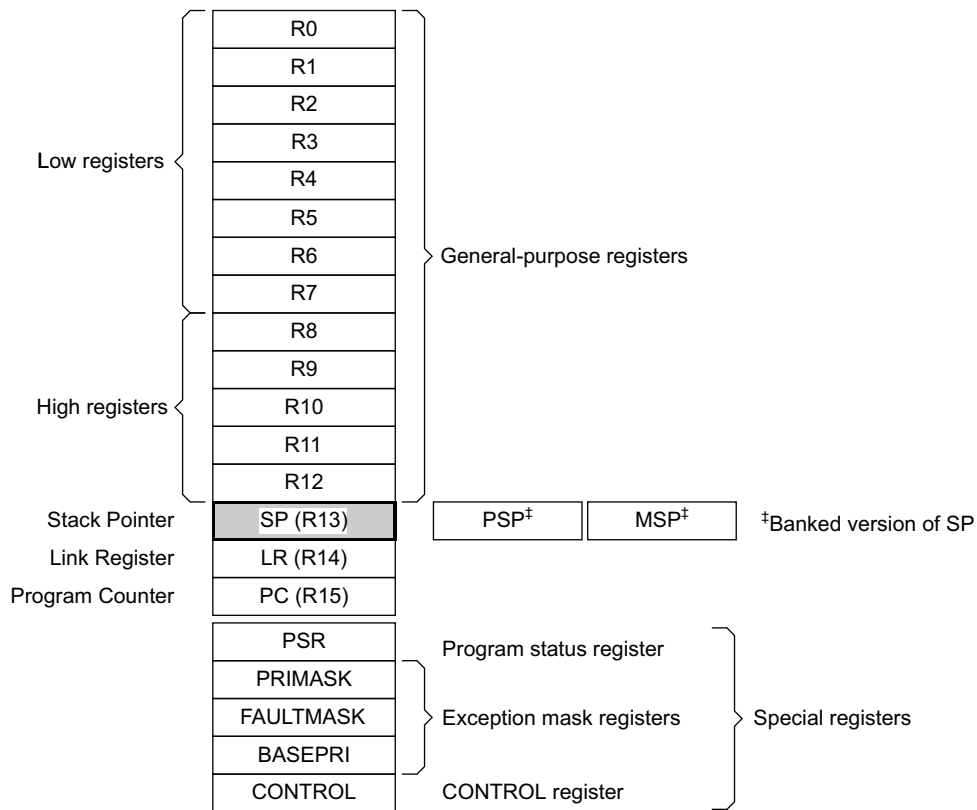 R0
R1
R2
R3
Low registers
R4
R5
R6
General-purpose registers
R7
R8
R9
High registers
R10
R11
R12
Stack Pointer SP (R13) PSP‡ MSP‡ ‡Banked version of SP
Link Register LR (R14)
Program Counter PC (R15)
PSR Program status register
PRIMASK
FAULTMASK Exception mask registers Special registers
BASEPRI
CONTROL CONTROL register